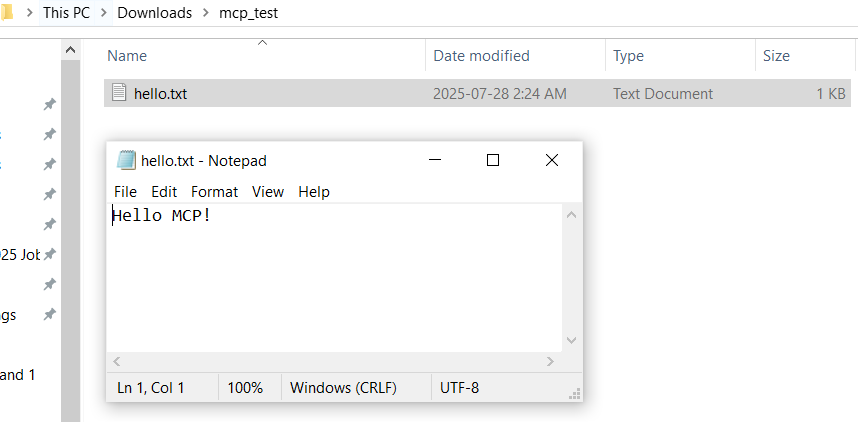 This PC > Downloads > mcp_test
Name Date modified Type Size
hello.txt 2025-07-28 2:24 AM Text Document 1 KB
hello.txt - Notepad
File Edit Format View Help
Hello MCP!
Ln 1, Col 1 100% Windows (CRLF) UTF-8
s
s
025 Job
gs
and 1